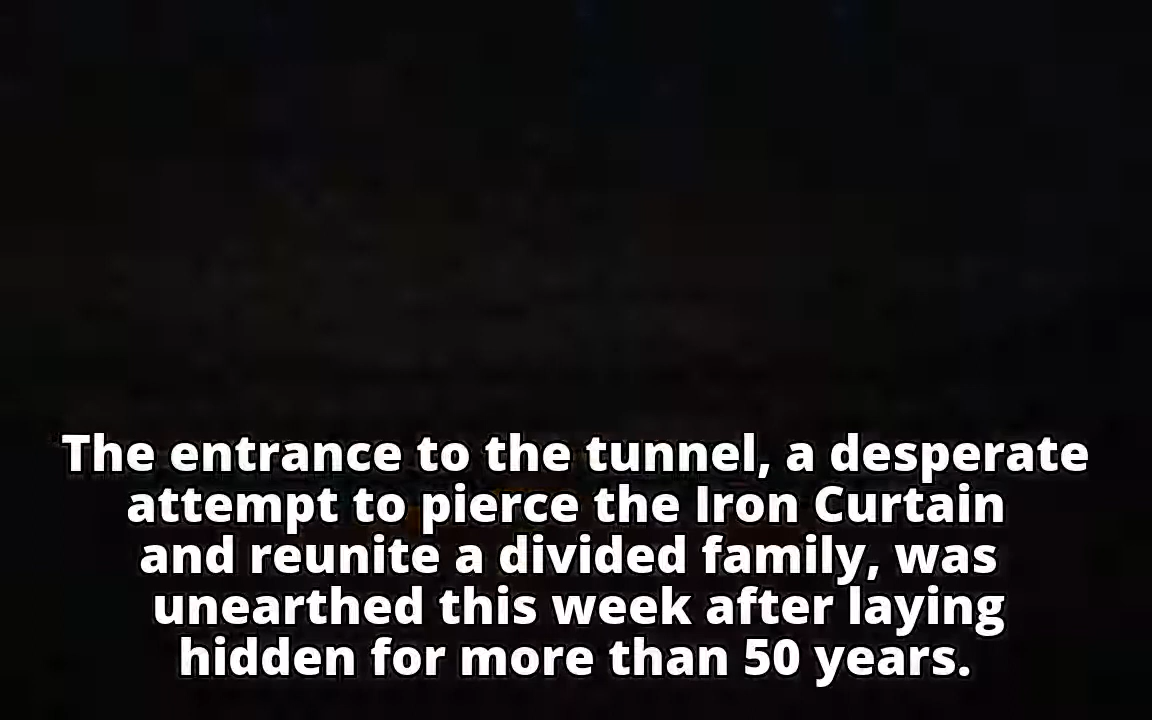 The entrance to the tunnel, a desperate
attempt to pierce the Iron Curtain
and reunite a divided family, was
unearthed this week after laying
hidden for more than 50 years.